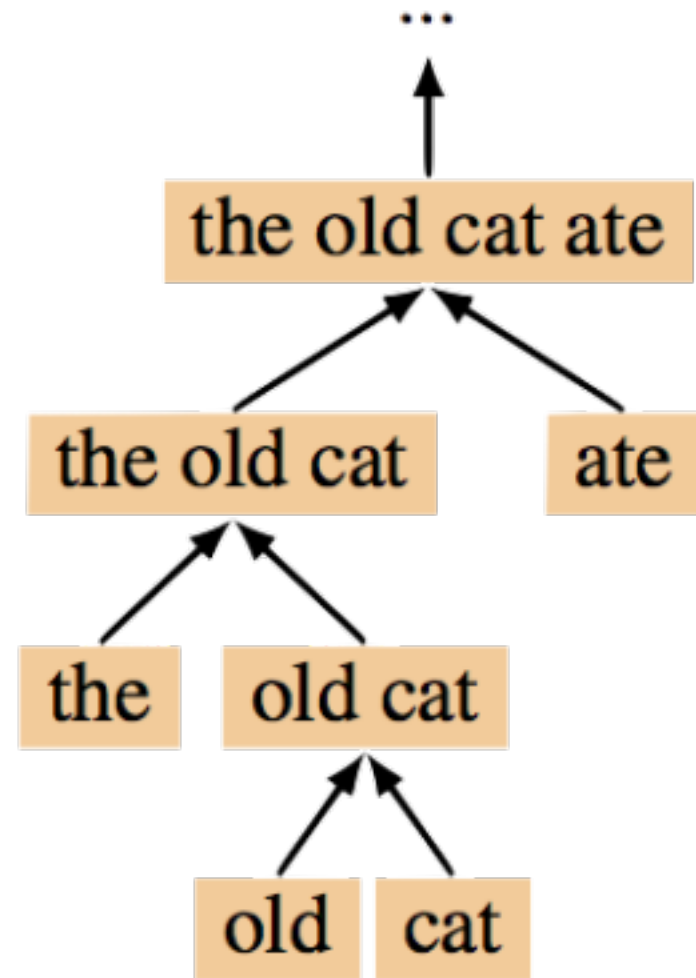 ...
the old cat ate
the old cat
ate
the
old cat
old
cat